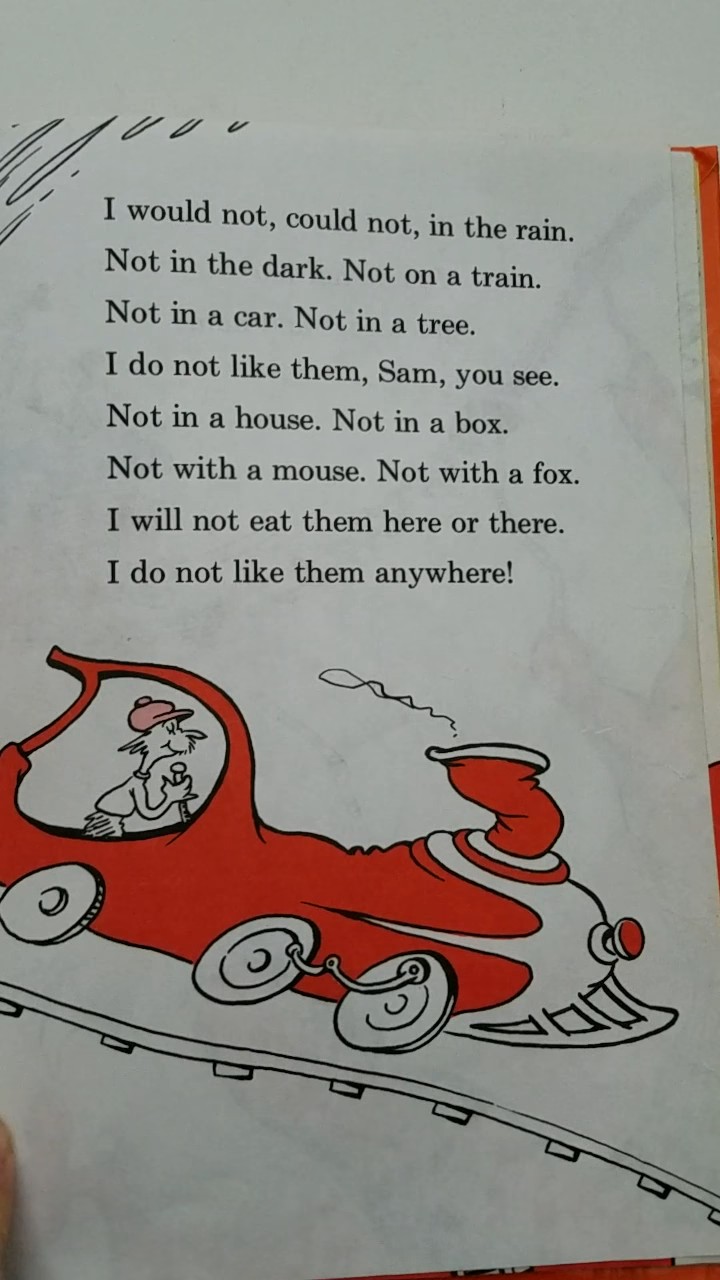 I would not, could not, in the rain.
Not in the dark. Not on a train.
Not in a car. Not in a tree.
I do not like them, Sam, you see.
Not in a house. Not in a box.
Not with a mouse. Not with a fox.
I will not eat them here or there.
I do not like them anywhere!